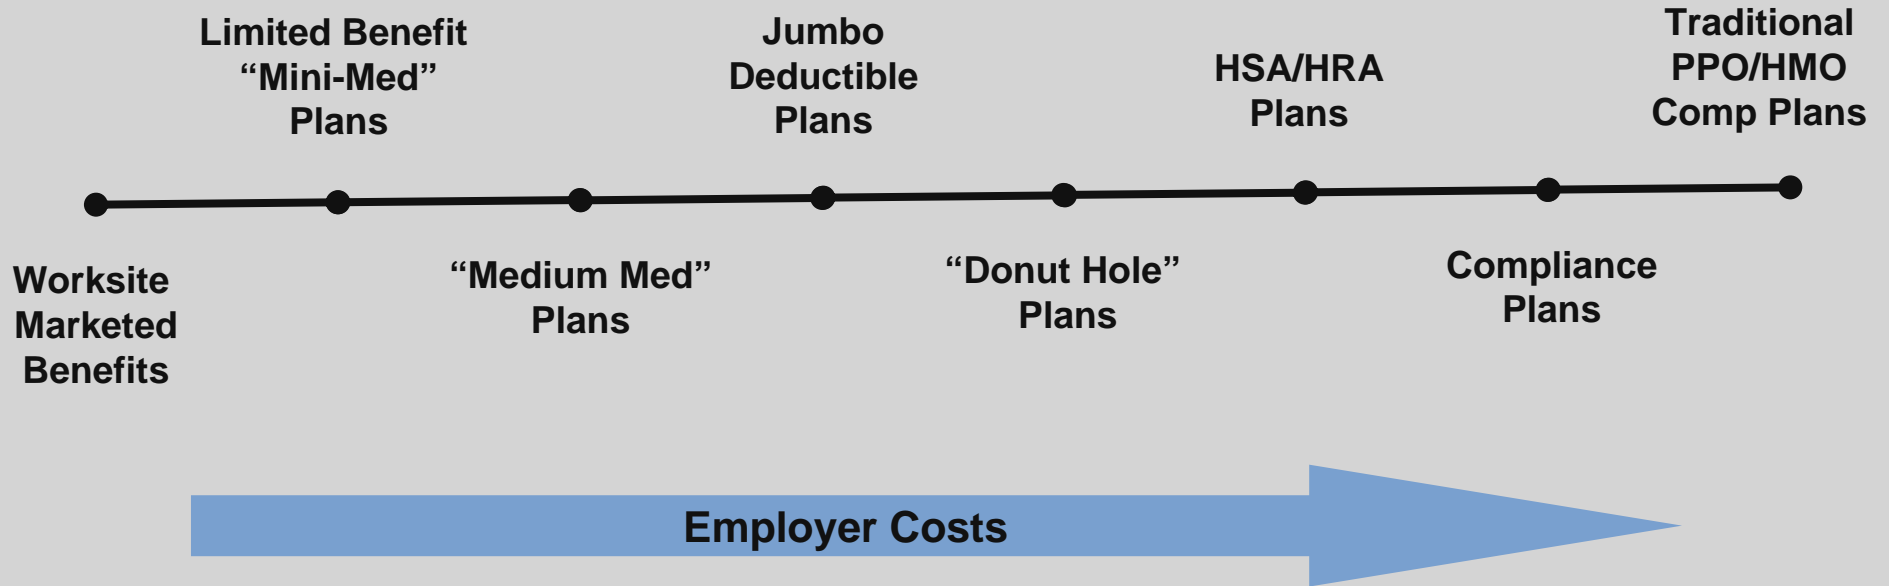 Limited Benefit
“Mini-Med”
Plans
Jumbo
Deductible
Plans
HSA/HRA
Plans
Traditional
PPO/HMO
Comp Plans
Worksite
Marketed
Benefits
“Medium Med”
Plans
“Donut Hole”
Plans
Compliance
Plans
Employer Costs